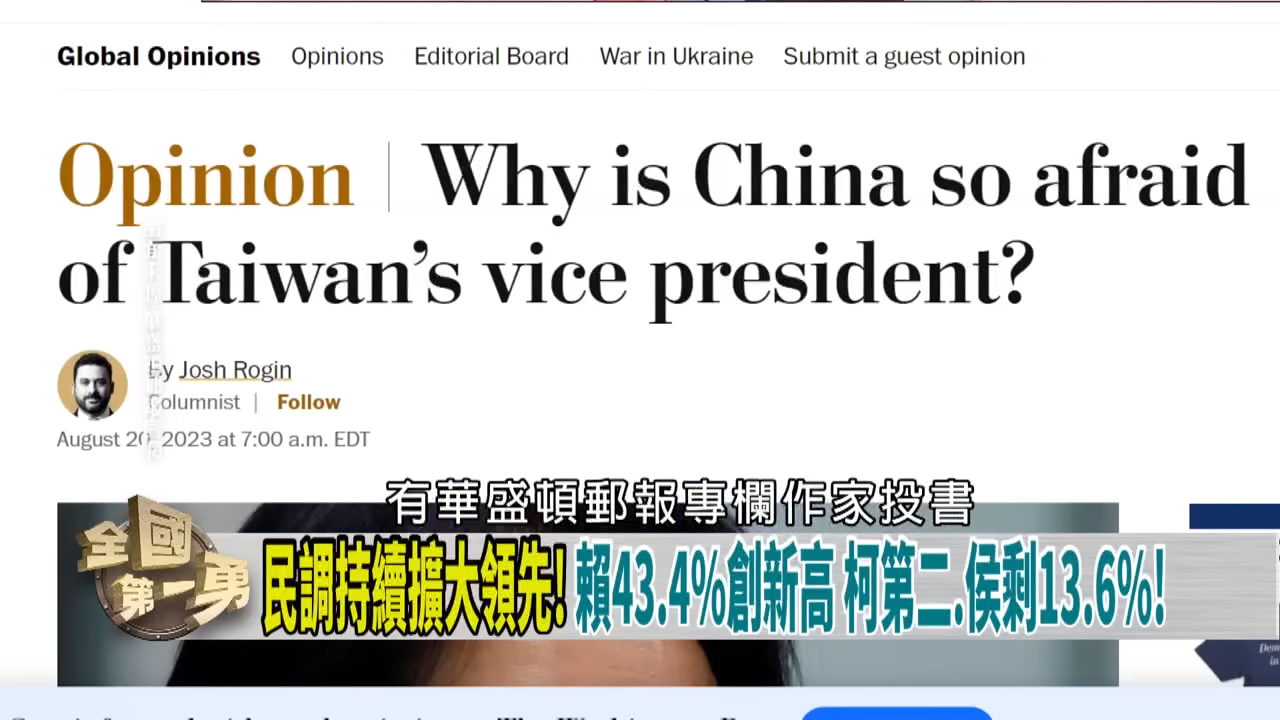 Global Opinions Opinions Editorial Board War in Ukraine Submit a guest opinion
Opinion | Why is China so afraid
of Taiwan's vice president?
By Josh Rogin
Columnist | Follow
August 20, 2023 at 7:00 a.m. EDT
有華盛頓郵報專欄作家投書
全國
第一勇
民調持續擴大領先! 賴43.4%創新高 柯第二.侯剩13.6%!